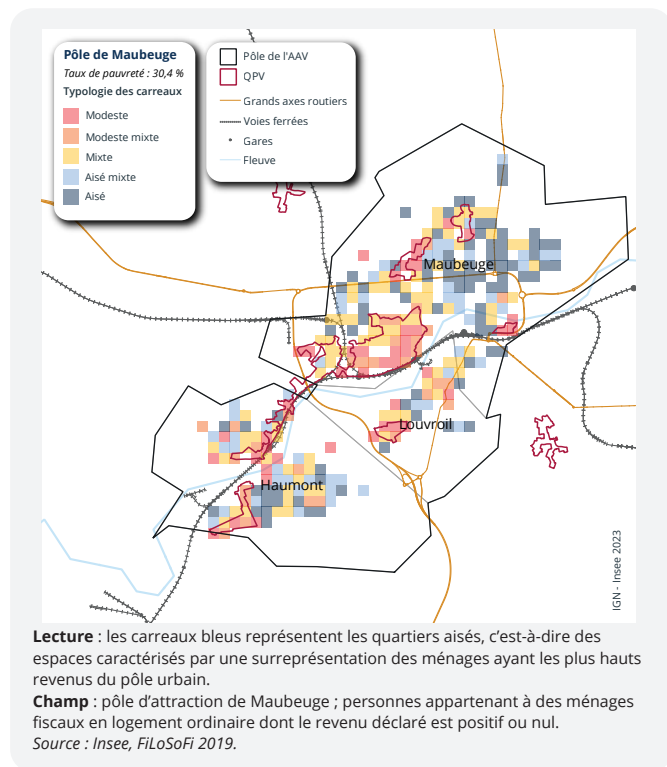 Pôle de Maubeuge
Taux de pauvreté : 30,4 %
Typologie des carreaux
Modeste
Modeste mixte
Mixte
Aisé mixte
Aisé
Pôle de l'AAV
QPV
Grands axes routiers
Voies ferrées
Gares
Fleuve
Maubeuge
Louvroil
Haumont
IGN - Insee 2023
Lecture : les carreaux bleus représentent les quartiers aisés, c'est-à-dire des
espaces caractérisés par une surreprésentation des ménages ayant les plus hauts
revenus du pôle urbain.
Champ : pôle d'attraction de Maubeuge ; personnes appartenant à des ménages
fiscaux en logement ordinaire dont le revenu déclaré est positif ou nul.
Source : Insee, FiLoSoFi 2019.